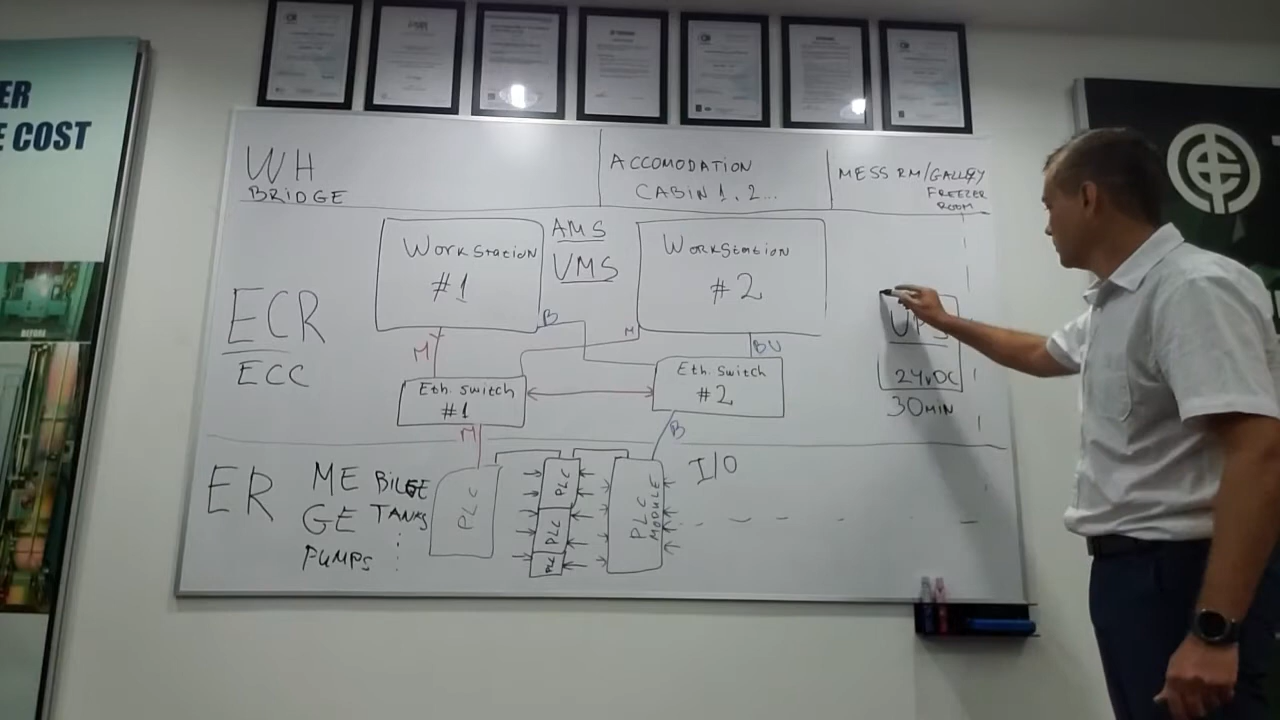 ER
E COST
BEFORE
WH
BRIDGE
ACCOMODATION
CABIN 1, 2...
MESS RM/GALLEY
FREEZER
ROOM
ECR
ECC
WORKSTATION
#1
AMS
VMS
WORKSTATION
#2
B
M
M
BU
Eth. switch
#1
Eth. switch
#2
UPS
24vDC
30MIN
M
B
ER
ME BILGE
GE TANKS
PUMPS
PLC
PLC
PLC
PLC
PLC
MODULE
I/O